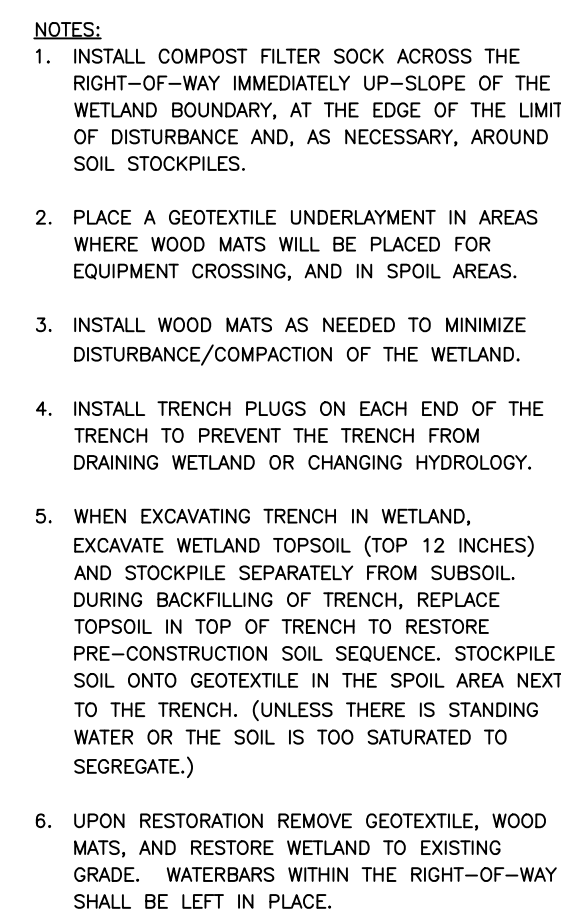 NOTES:
1. INSTALL COMPOST FILTER SOCK ACROSS THE
RIGHT-OF-WAY IMMEDIATELY UP-SLOPE OF THE
WETLAND BOUNDARY, AT THE EDGE OF THE LIMIT
OF DISTURBANCE AND, AS NECESSARY, AROUND
SOIL STOCKPILES.
2. PLACE A GEOTEXTILE UNDERLAYMENT IN AREAS
WHERE WOOD MATS WILL BE PLACED FOR
EQUIPMENT CROSSING, AND IN SPOIL AREAS.
3. INSTALL WOOD MATS AS NEEDED TO MINIMIZE
DISTURBANCE/COMPACTION OF THE WETLAND.
4. INSTALL TRENCH PLUGS ON EACH END OF THE
TRENCH TO PREVENT THE TRENCH FROM
DRAINING WETLAND OR CHANGING HYDROLOGY.
5. WHEN EXCAVATING TRENCH IN WETLAND,
EXCAVATE WETLAND TOPSOIL (TOP 12 INCHES)
AND STOCKPILE SEPARATELY FROM SUBSOIL.
DURING BACKFILLING OF TRENCH, REPLACE
TOPSOIL IN TOP OF TRENCH TO RESTORE
PRE-CONSTRUCTION SOIL SEQUENCE. STOCKPILE
SOIL ONTO GEOTEXTILE IN THE SPOIL AREA NEXT
TO THE TRENCH. (UNLESS THERE IS STANDING
WATER OR THE SOIL IS TOO SATURATED TO
SEGREGATE.)
6. UPON RESTORATION REMOVE GEOTEXTILE, WOOD
MATS, AND RESTORE WETLAND TO EXISTING
GRADE. WATERBARS WITHIN THE RIGHT-OF-WAY
SHALL BE LEFT IN PLACE.